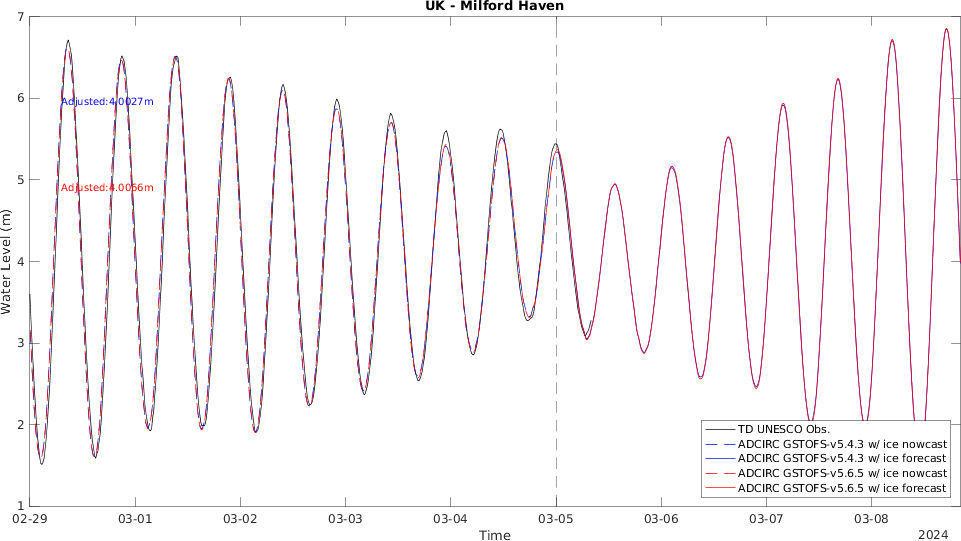 UK - Milford Haven
7
6
5
4
3
2
1
Water Level (m)
Adjusted:4.0027m
Adjusted:4.0056m
TD UNESCO Obs.
ADCIRC GSTOFS-v5.4.3 w/ ice nowcast
ADCIRC GSTOFS-v5.4.3 w/ ice forecast
ADCIRC GSTOFS-v5.6.5 w/ ice nowcast
ADCIRC GSTOFS-v5.6.5 w/ ice forecast
02-29 03-01 03-02 03-03 03-04 03-05 03-06 03-07 03-08
Time
2024